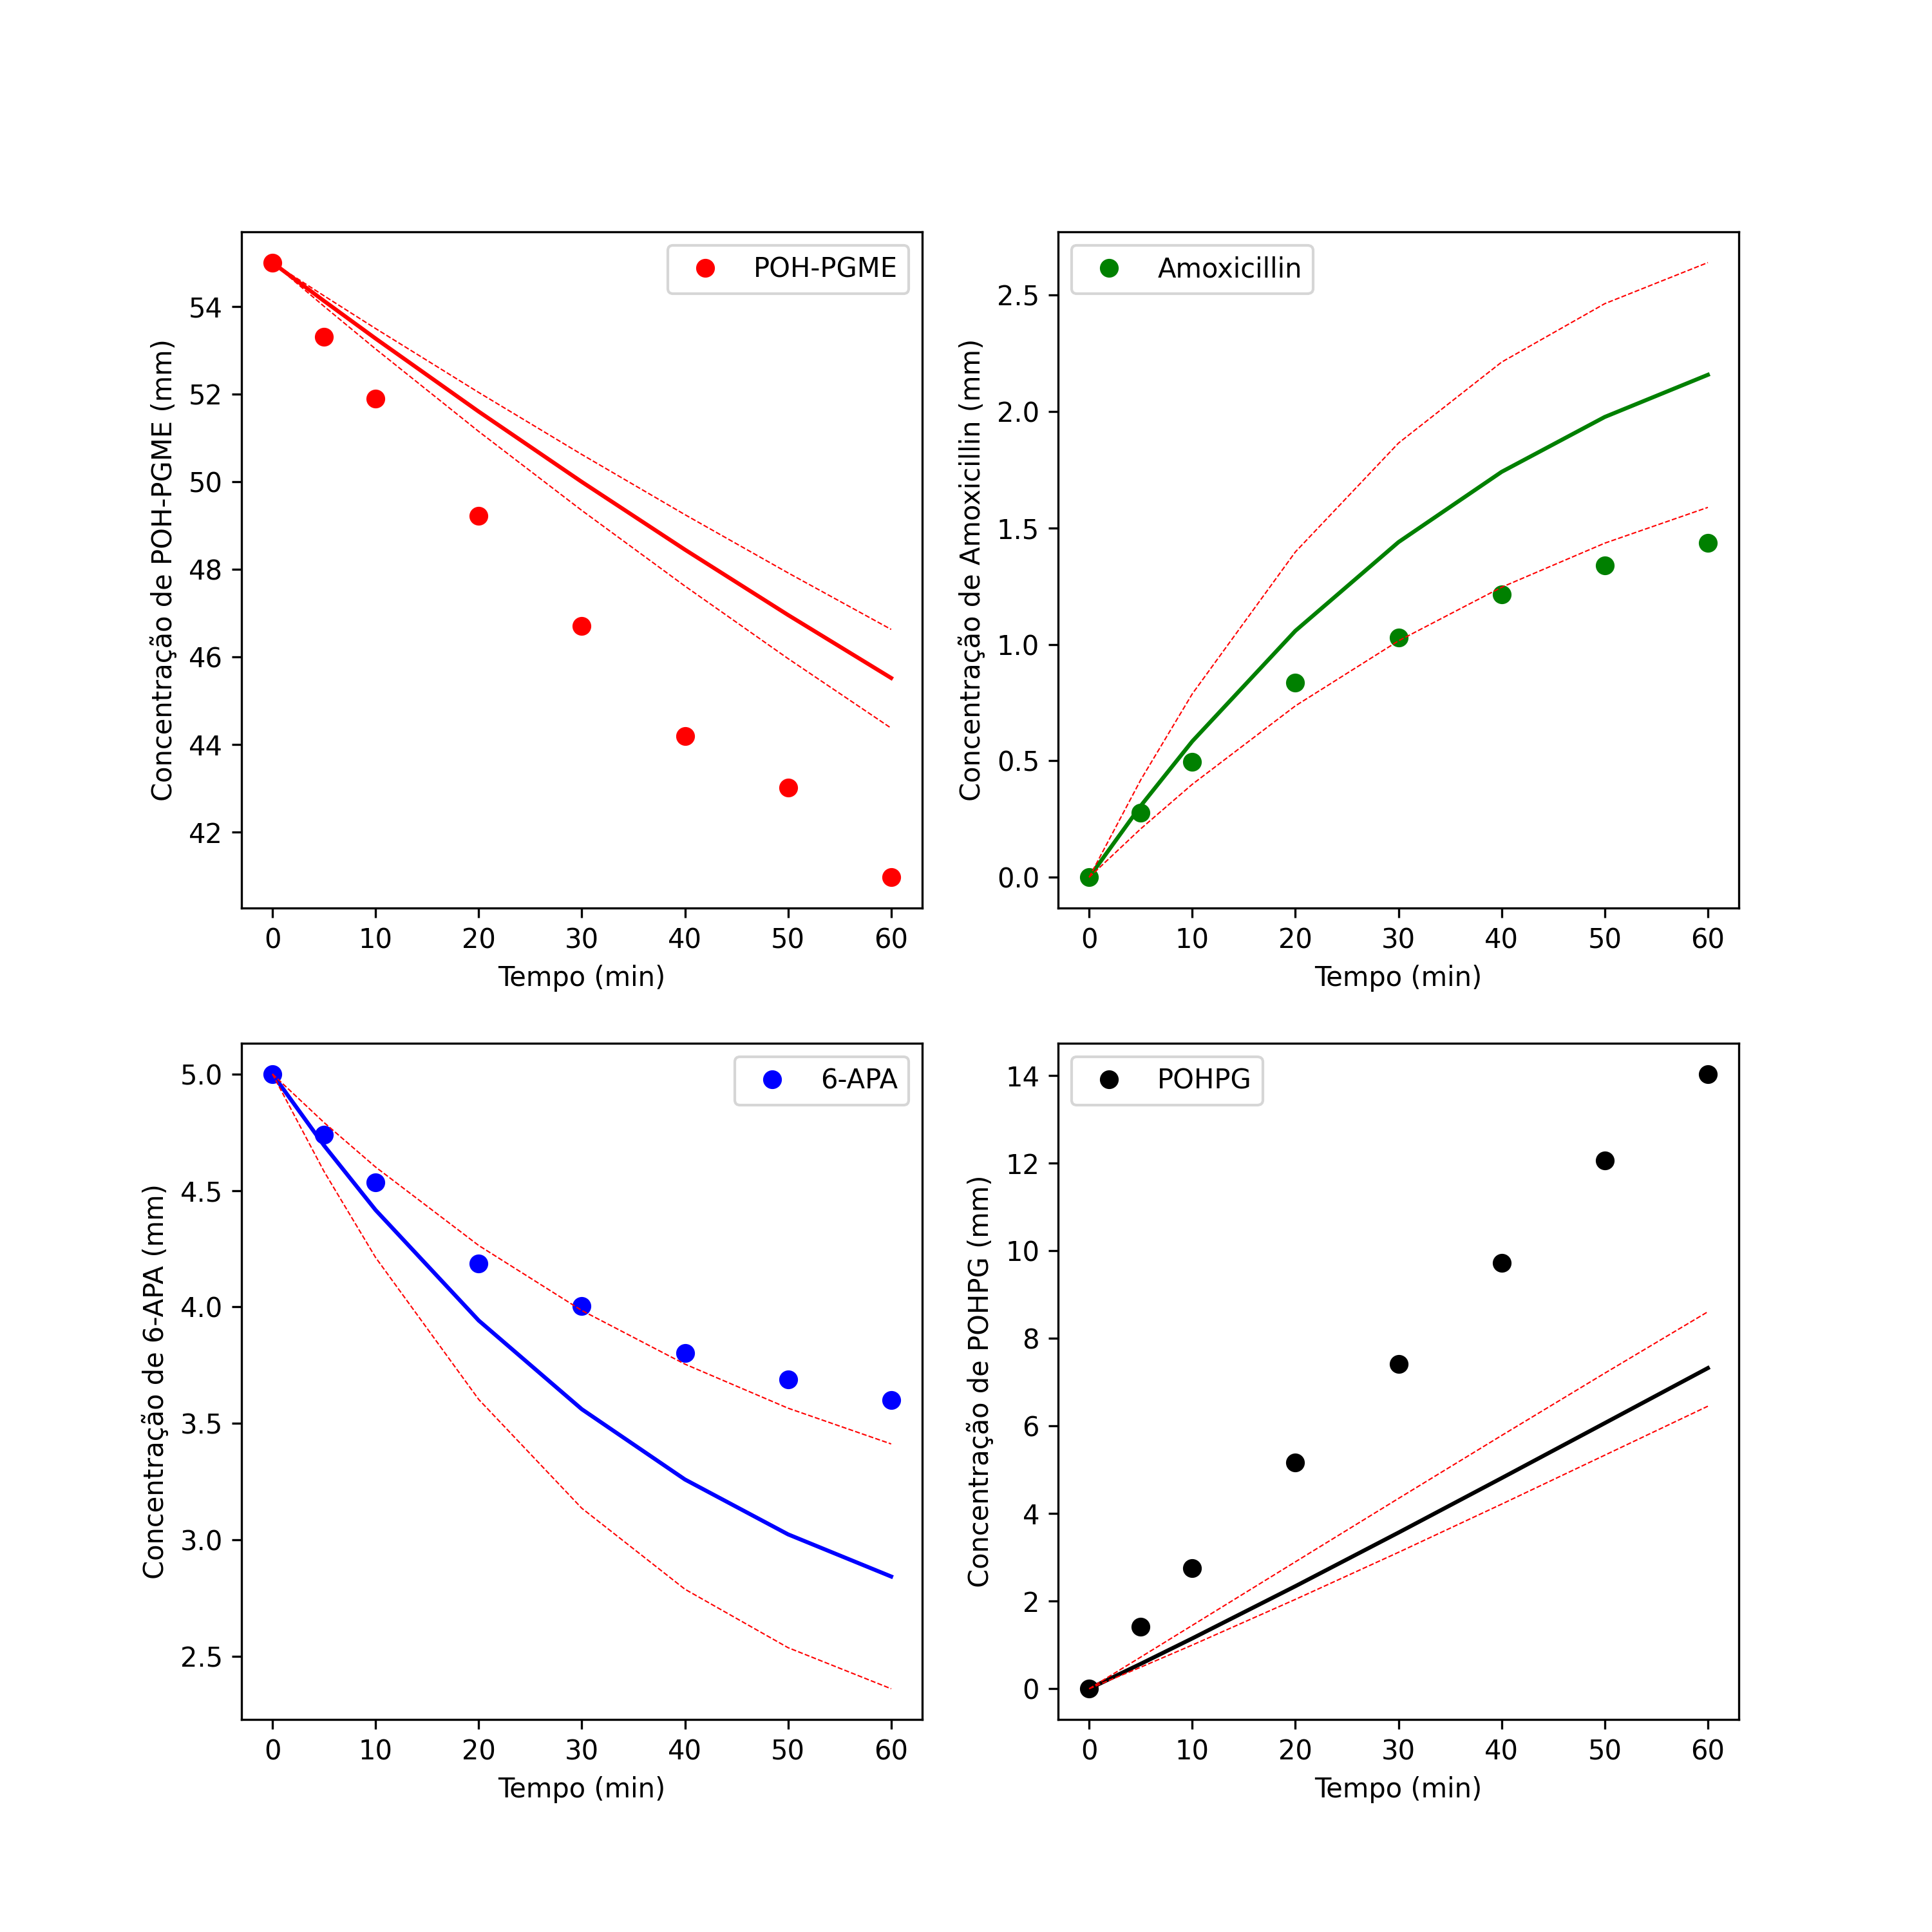 POH-PGME
Concentração de POH-PGME (mm)
54
52
50
48
46
44
42
0 10 20 30 40 50 60
Tempo (min)
Amoxicillin
Concentração de Amoxicillin (mm)
2.5
2.0
1.5
1.0
0.5
0.0
0 10 20 30 40 50 60
Tempo (min)
6-APA
Concentração de 6-APA (mm)
5.0
4.5
4.0
3.5
3.0
2.5
0 10 20 30 40 50 60
Tempo (min)
POHPG
Concentração de POHPG (mm)
14
12
10
8
6
4
2
0
0 10 20 30 40 50 60
Tempo (min)